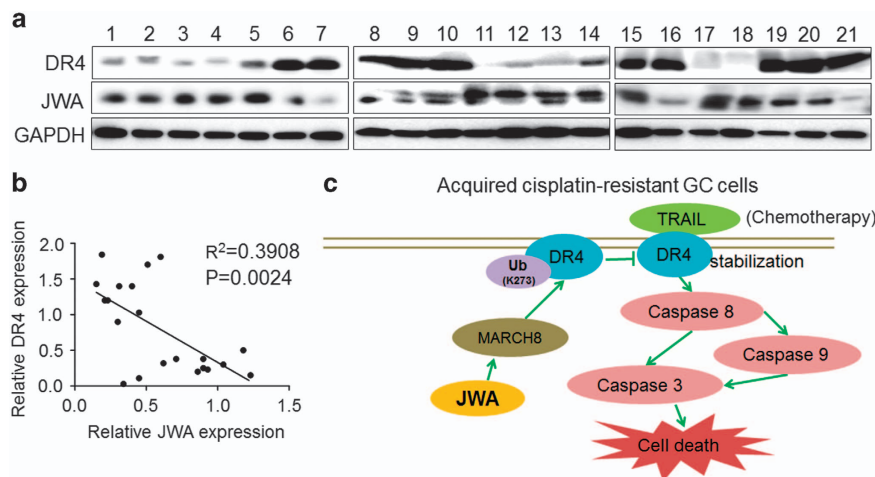 a
1 2 3 4 5 6 7 8 9 10 11 12 13 14 15 16 17 18 19 20 21
DR4
JWA
GAPDH
b
R²=0.3908
P=0.0024
Relative DR4 expression
2.0
1.5
1.0
0.5
0.0
0.0 0.5 1.0 1.5
Relative JWA expression
c
Acquired cisplatin-resistant GC cells
TRAIL (Chemotherapy)
DR4 DR4 stabilization
Ub
(K273)
Caspase 8
MARCH8
Caspase 9
Caspase 3
JWA
Cell death